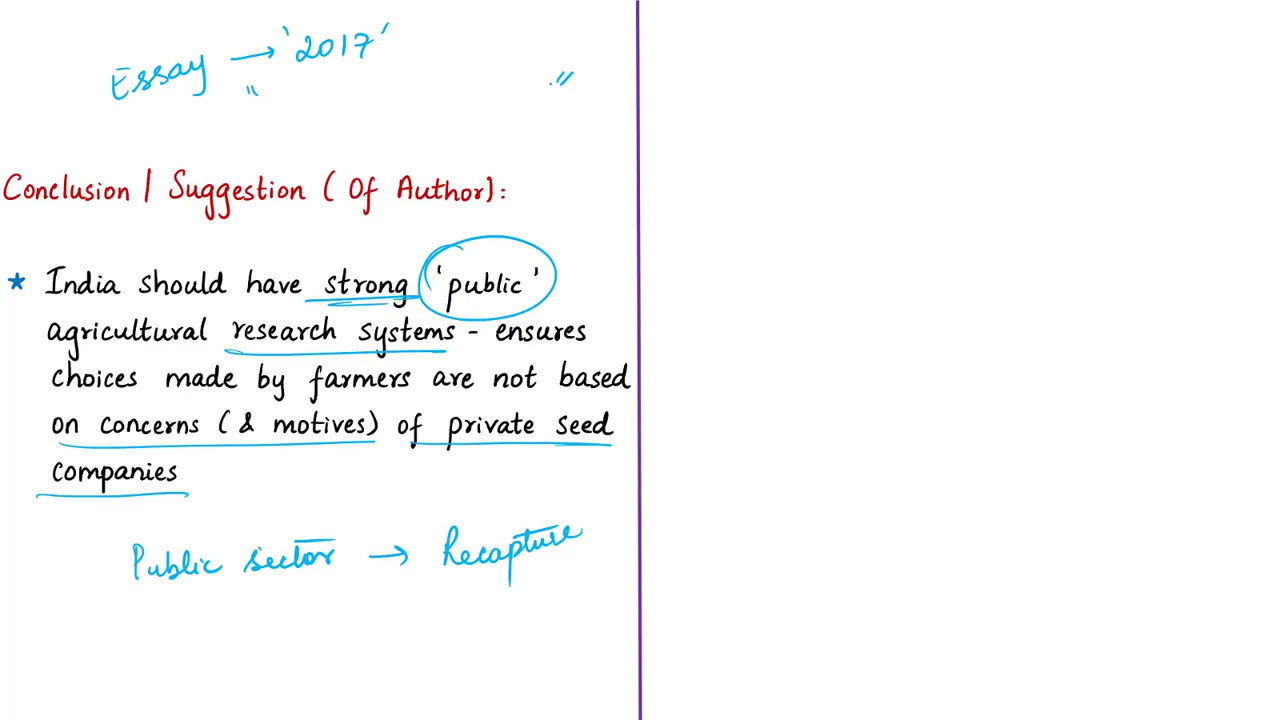 Essay → '2017'
" "
Conclusion / Suggestion (Of Author):
★ India should have strong 'public'
agricultural research systems - ensures
choices made by farmers are not based
on concerns (& motives) of private seed
companies
Public sector → Recapture